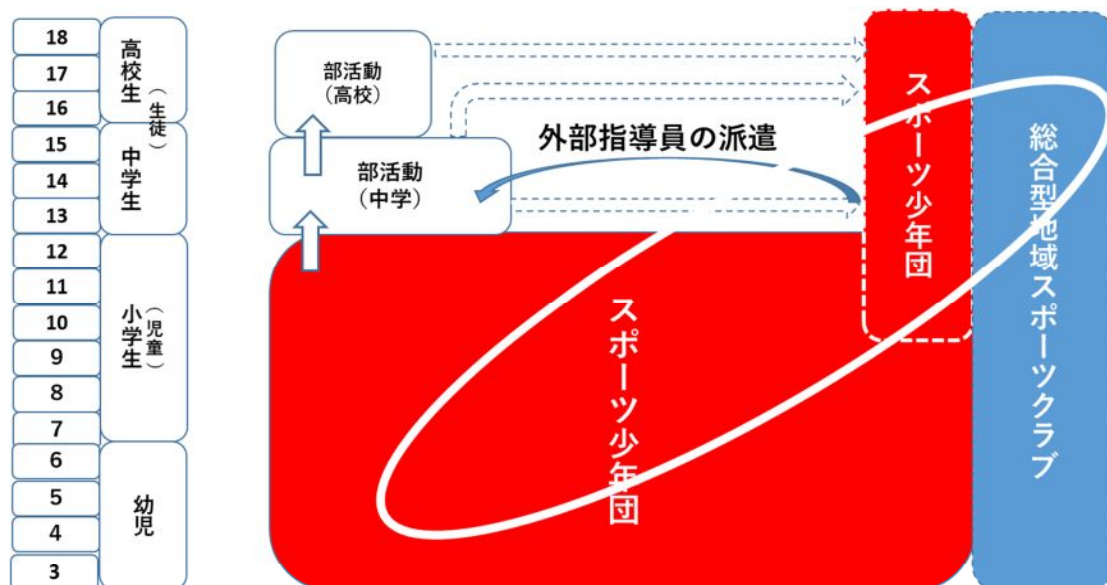 18
17
16
15
14
13
12
11
10
9
8
7
6
5
4
3
高校生
(生徒)
中学生
小学生
(児童)
幼児
部活動
(高校)
部活動
(中学)
外部指導員の派遣
スポーツ少年団
スポーツ少年団
総合型地域スポーツクラブ